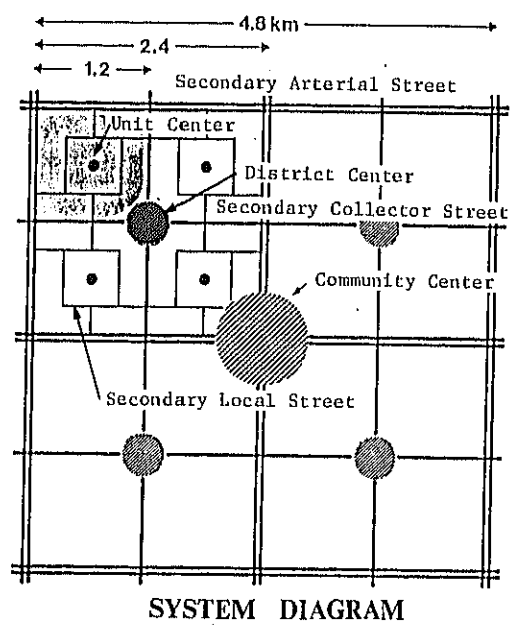 4.8 km
2.4
1.2
Secondary Arterial Street
Unit Center
District Center
Secondary Collector Street
Community Center
Secondary Local Street
SYSTEM DIAGRAM